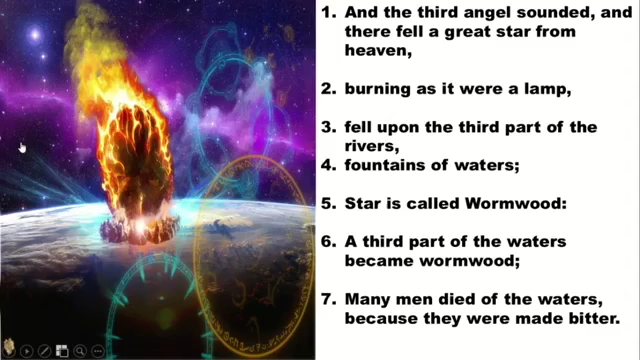 1. And the third angel sounded, and
there fell a great star from
heaven,
2. burning as it were a lamp,
3. fell upon the third part of the
rivers,
4. fountains of waters;
5. Star is called Wormwood:
6. A third part of the waters
became wormwood;
7. Many men died of the waters,
because they were made bitter.